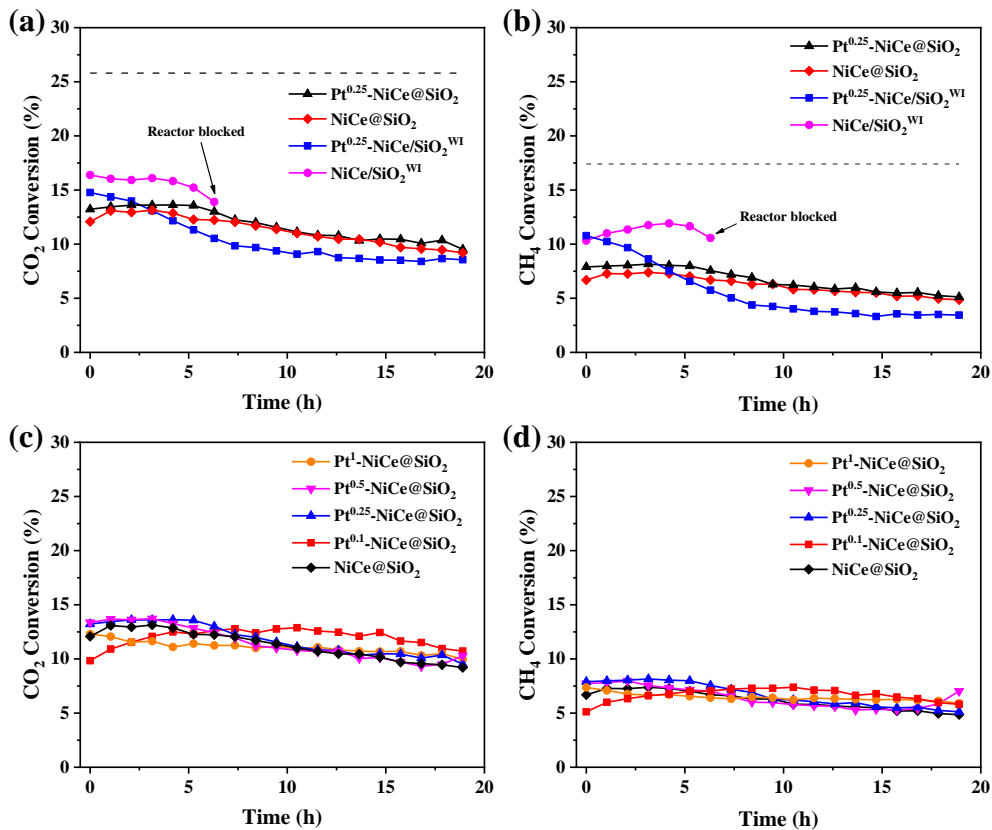 (a)
30
25
20
15
10
5
0
CO₂ Conversion (%)
Pt⁰·²⁵-NiCe@SiO₂
NiCe@SiO₂
Pt⁰·²⁵-NiCe/SiO₂ᵂᴵ
NiCe/SiO₂ᵂᴵ
Reactor blocked
0 5 10 15 20
Time (h)
(b)
30
25
20
15
10
5
0
CH₄ Conversion (%)
Pt⁰·²⁵-NiCe@SiO₂
NiCe@SiO₂
Pt⁰·²⁵-NiCe/SiO₂ᵂᴵ
NiCe/SiO₂ᵂᴵ
Reactor blocked
0 5 10 15 20
Time (h)
(c)
30
25
20
15
10
5
0
CO₂ Conversion (%)
Pt¹-NiCe@SiO₂
Pt⁰·⁵-NiCe@SiO₂
Pt⁰·²⁵-NiCe@SiO₂
Pt⁰·¹-NiCe@SiO₂
NiCe@SiO₂
0 5 10 15 20
Time (h)
(d)
30
25
20
15
10
5
0
CH₄ Conversion (%)
Pt¹-NiCe@SiO₂
Pt⁰·⁵-NiCe@SiO₂
Pt⁰·²⁵-NiCe@SiO₂
Pt⁰·¹-NiCe@SiO₂
NiCe@SiO₂
0 5 10 15 20
Time (h)